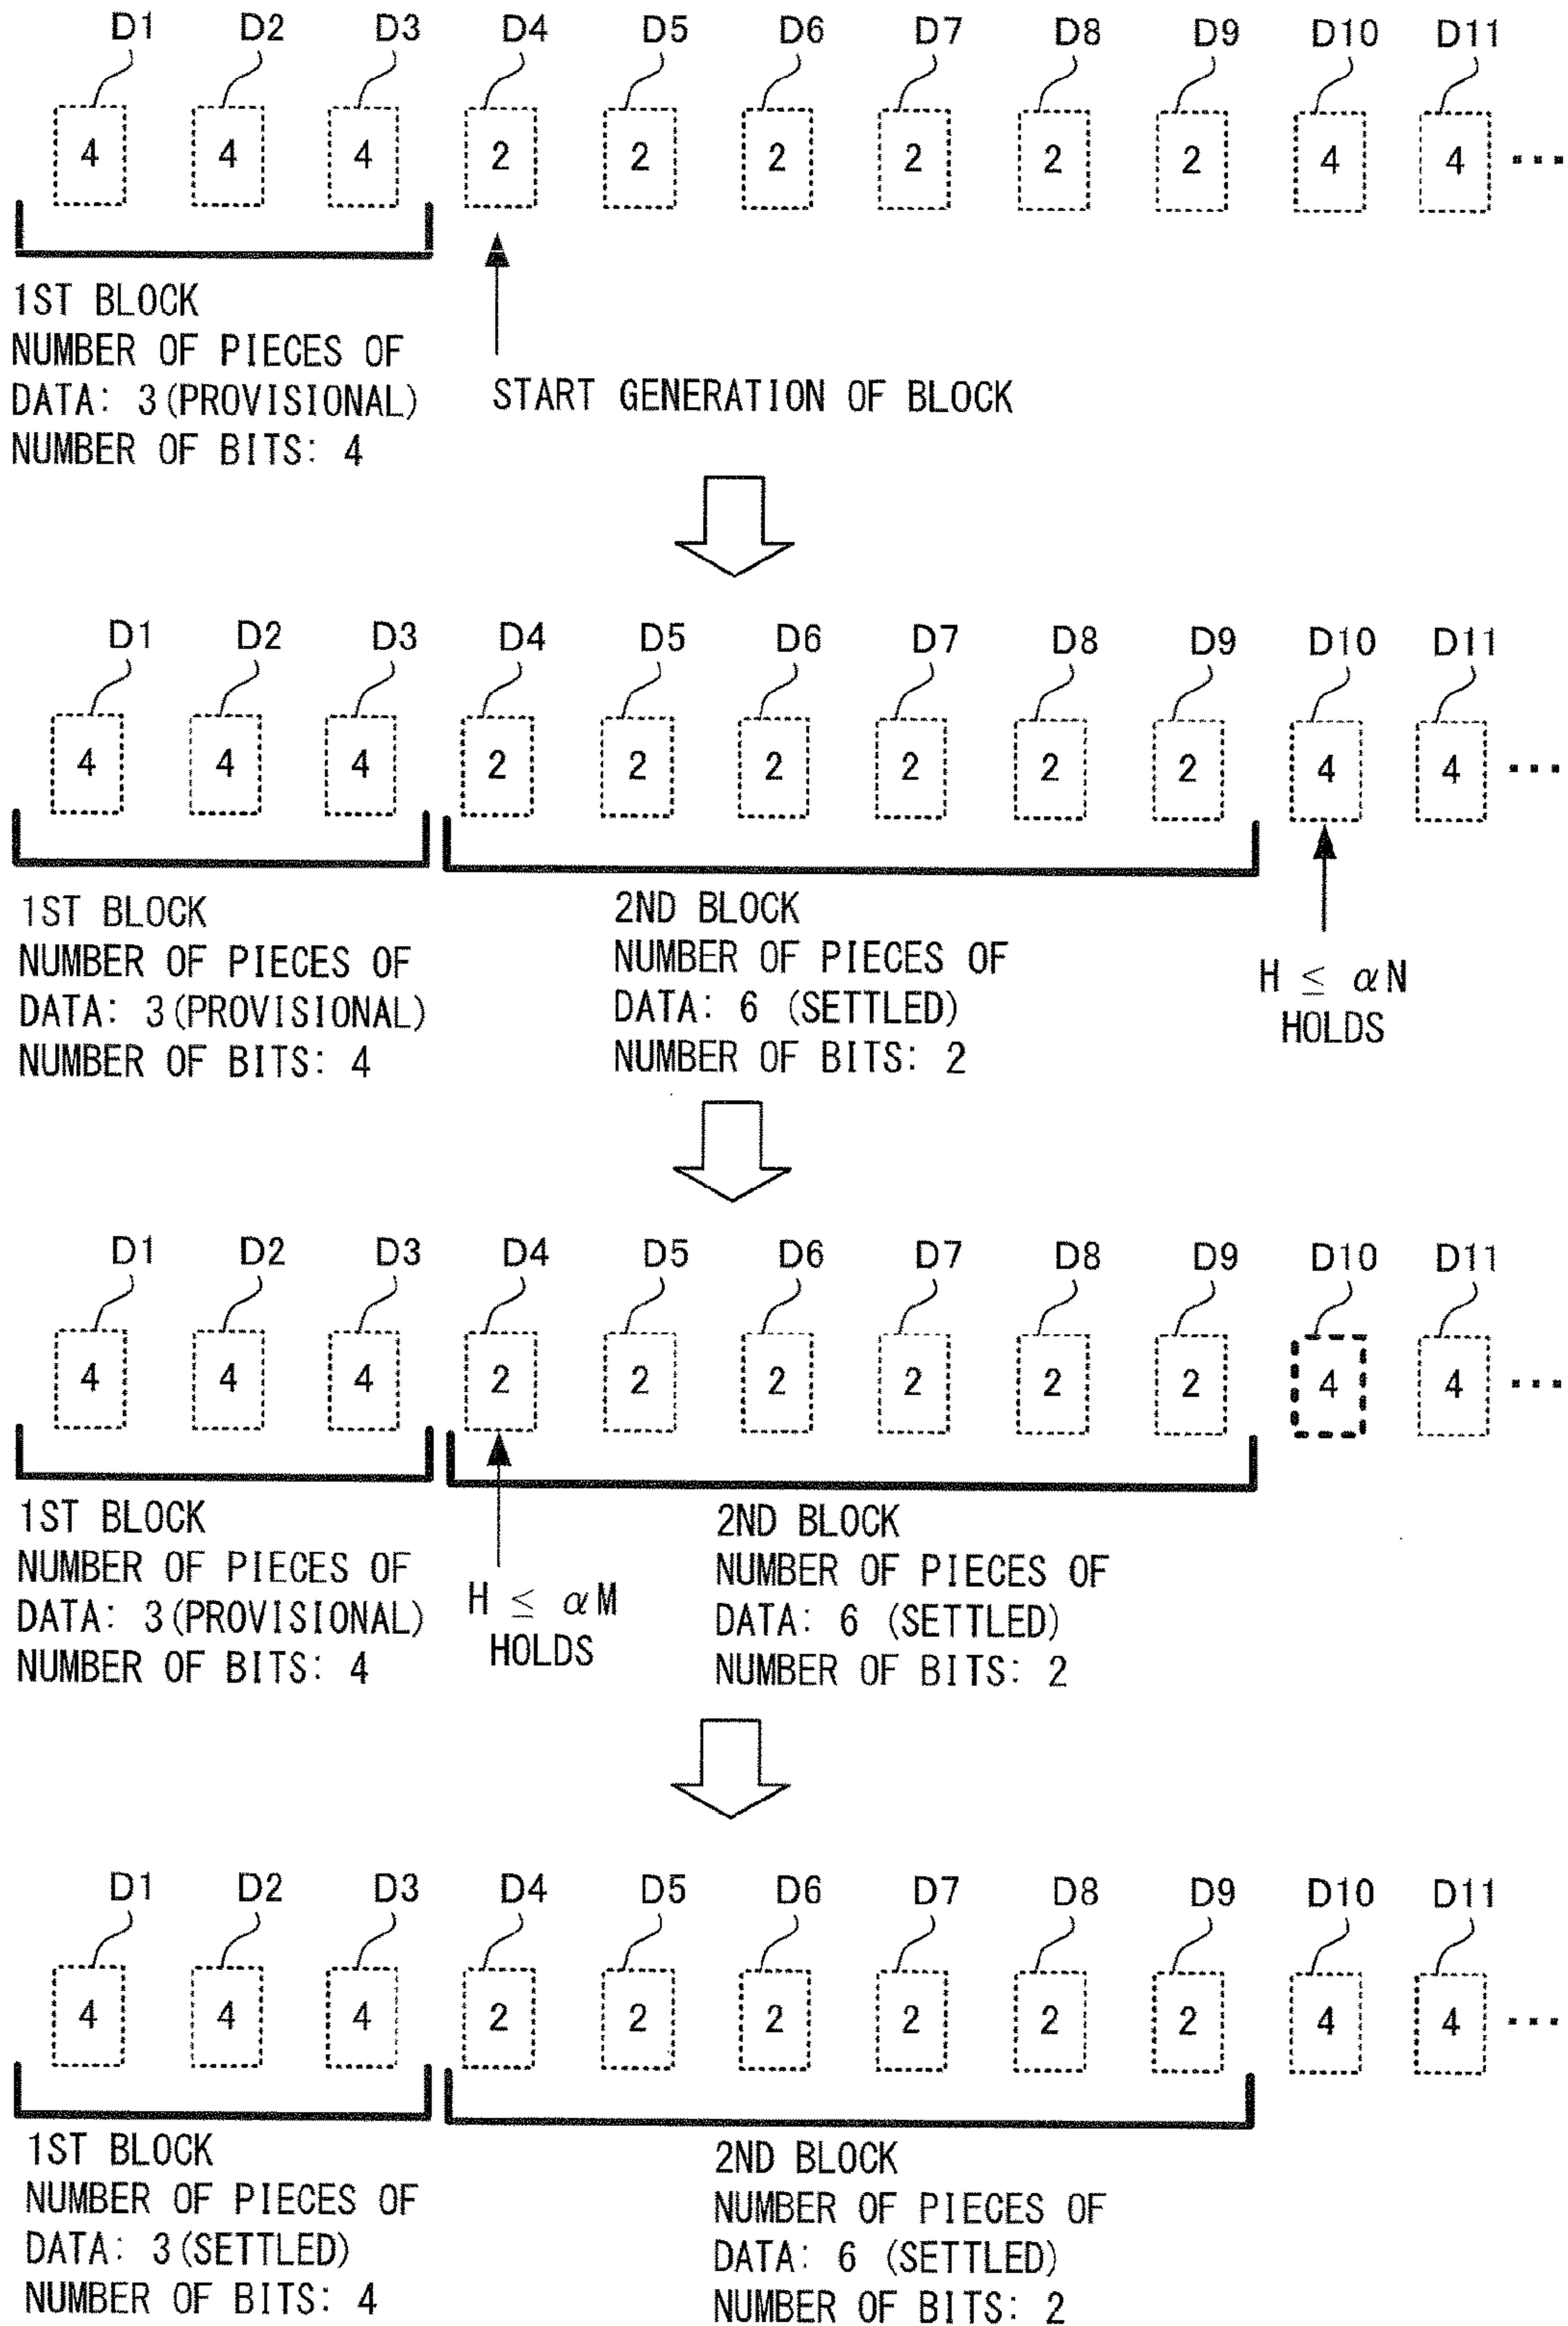 D1 D2 D3 D4 D5 D6 D7 D8 D9 D10 D11
4 4 4 2 2 2 2 2 2 4 4 ...
1ST BLOCK
NUMBER OF PIECES OF
DATA: 3(PROVISIONAL)
NUMBER OF BITS: 4
START GENERATION OF BLOCK
D1 D2 D3 D4 D5 D6 D7 D8 D9 D10 D11
4 4 4 2 2 2 2 2 2 4 4 ...
1ST BLOCK
NUMBER OF PIECES OF
DATA: 3(PROVISIONAL)
NUMBER OF BITS: 4
2ND BLOCK
NUMBER OF PIECES OF
DATA: 6 (SETTLED)
NUMBER OF BITS: 2
H ≤ αN
HOLDS
D1 D2 D3 D4 D5 D6 D7 D8 D9 D10 D11
4 4 4 2 2 2 2 2 2 4 4 ...
1ST BLOCK
NUMBER OF PIECES OF
DATA: 3(PROVISIONAL)
NUMBER OF BITS: 4
H ≤ αM
HOLDS
2ND BLOCK
NUMBER OF PIECES OF
DATA: 6 (SETTLED)
NUMBER OF BITS: 2
D1 D2 D3 D4 D5 D6 D7 D8 D9 D10 D11
4 4 4 2 2 2 2 2 2 4 4 ...
1ST BLOCK
NUMBER OF PIECES OF
DATA: 3(SETTLED)
NUMBER OF BITS: 4
2ND BLOCK
NUMBER OF PIECES OF
DATA: 6 (SETTLED)
NUMBER OF BITS: 2